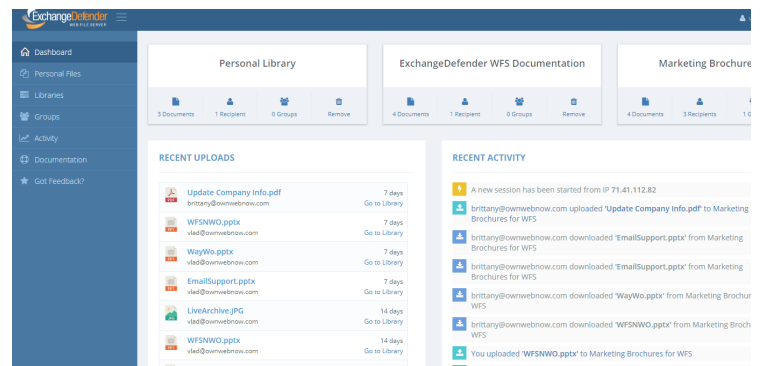 ExchangeDefender
WEB FILE SERVER
Dashboard
Personal Files
Libraries
Groups
Activity
Documentation
Got Feedback?
Personal Library
3 Documents
1 Recipient
0 Groups
Remove
ExchangeDefender WFS Documentation
4 Documents
1 Recipient
0 Groups
Remove
Marketing Brochure
4 Documents
3 Recipients
RECENT UPLOADS
Update Company Info.pdf
7 days
brittany@ownwebnow.com
Go to Library
WFSNWO.pptx
7 days
vlad@ownwebnow.com
Go to Library
WayWo.pptx
7 days
vlad@ownwebnow.com
Go to Library
EmailSupport.pptx
7 days
vlad@ownwebnow.com
Go to Library
LiveArchive.JPG
14 days
vlad@ownwebnow.com
Go to Library
WFSNWO.pptx
14 days
vlad@ownwebnow.com
Go to Library
RECENT ACTIVITY
A new session has been started from IP 71.41.112.82
brittany@ownwebnow.com uploaded 'Update Company Info.pdf' to Marketing
Brochures for WFS
brittany@ownwebnow.com downloaded 'EmailSupport.pptx' from Marketing
Brochures for WFS
brittany@ownwebnow.com downloaded 'EmailSupport.pptx' from Marketing
Brochures for WFS
brittany@ownwebnow.com downloaded 'WayWo.pptx' from Marketing Brochur
WFS
brittany@ownwebnow.com downloaded 'WFSNWO.pptx' from Marketing Broch
WFS
You uploaded 'WFSNWO.pptx' to Marketing Brochures for WFS